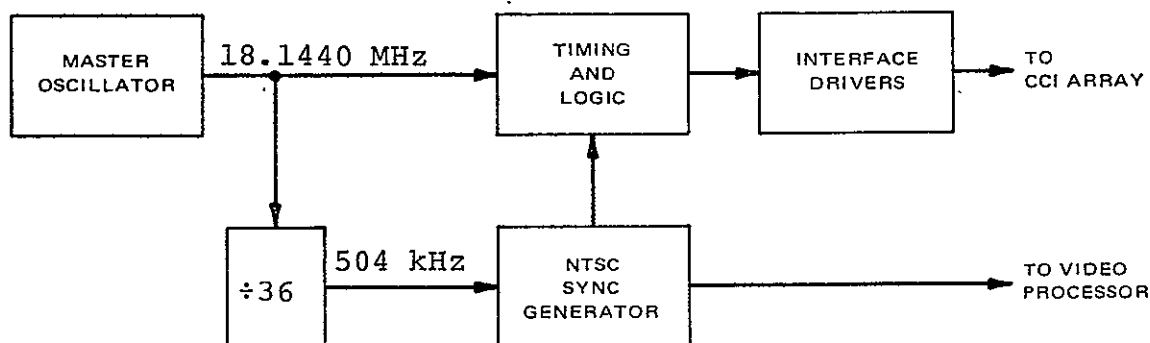 MASTER
OSCILLATOR
18.1440 MHz
TIMING
AND
LOGIC
INTERFACE
DRIVERS
TO
CCI ARRAY
÷36
504 kHz
NTSC
SYNC
GENERATOR
TO VIDEO
PROCESSOR